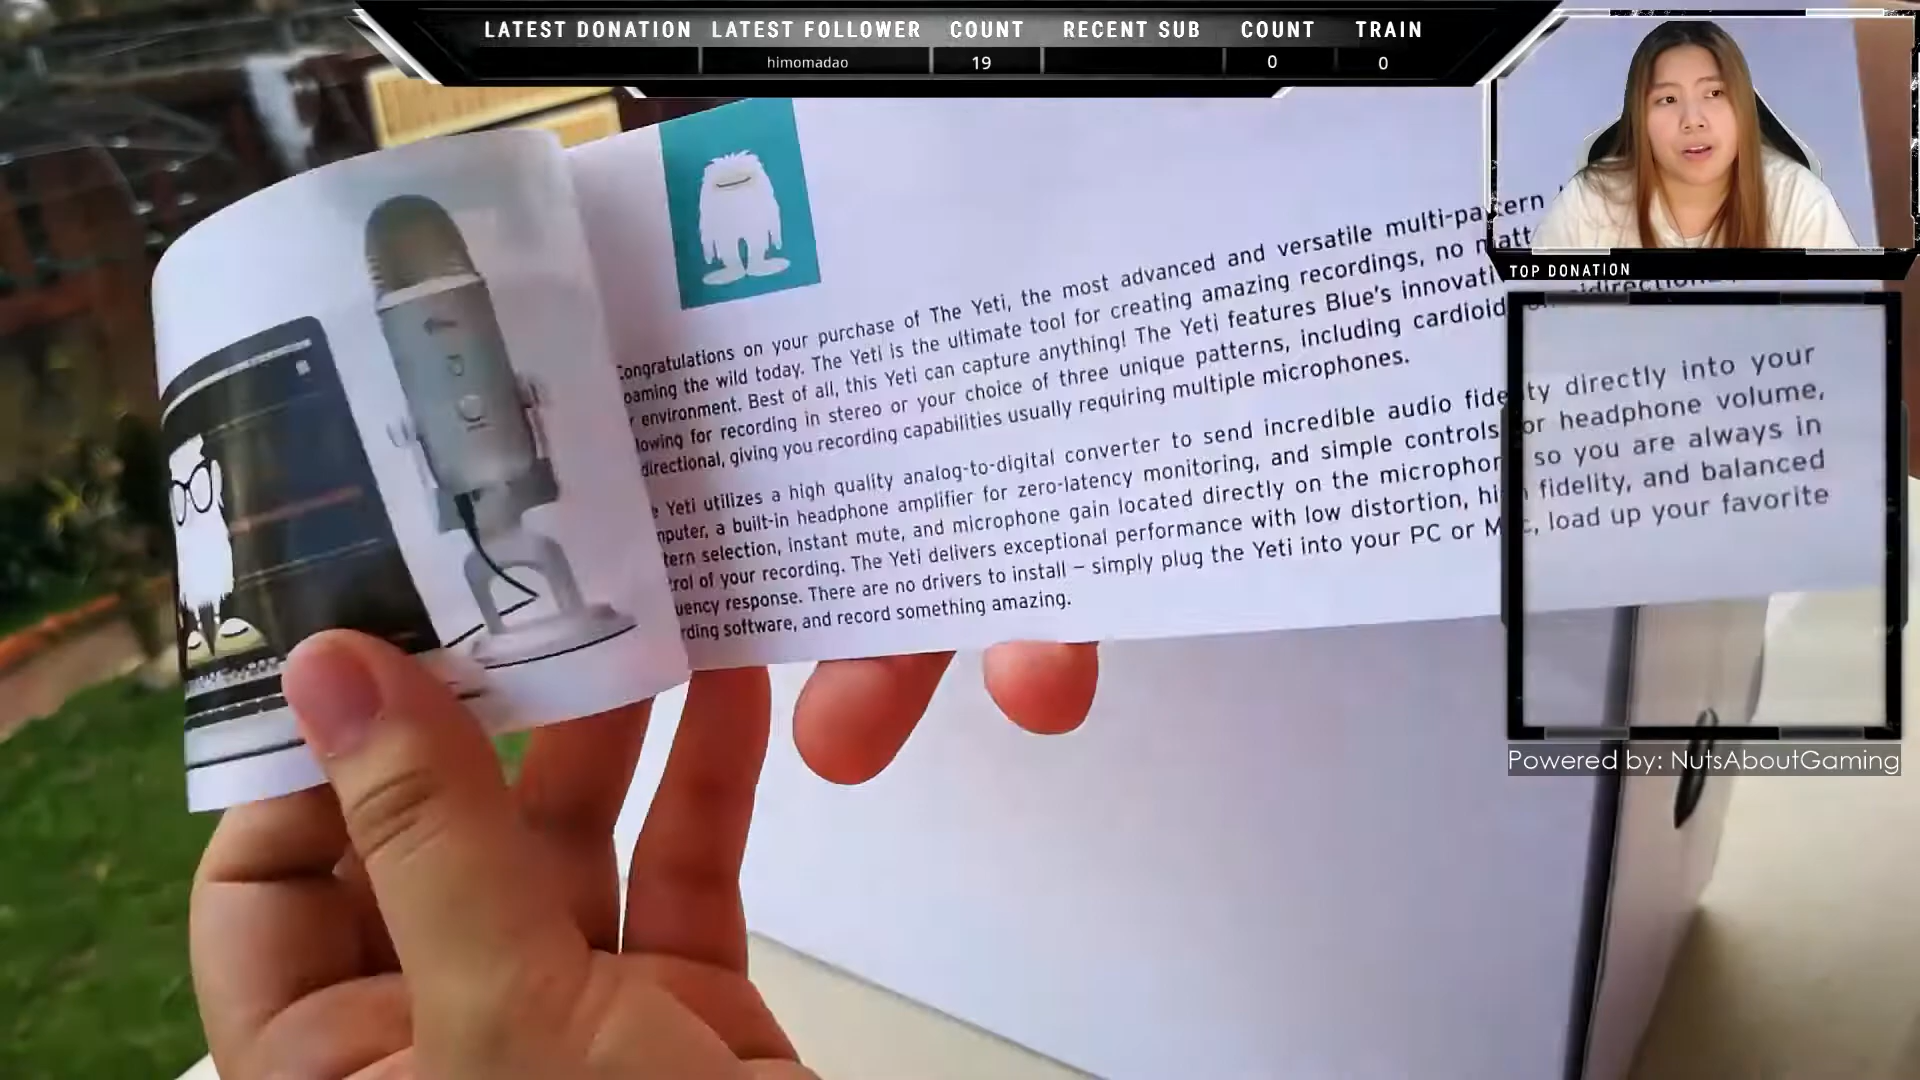 LATEST DONATION LATEST FOLLOWER COUNT RECENT SUB COUNT TRAIN
himomadao 19 0 0
TOP DONATION
Congratulations on your purchase of The Yeti, the most advanced and versatile multi-pattern
oaming the wild today. The Yeti is the ultimate tool for creating amazing recordings, no matt
r environment. Best of all, this Yeti can capture anything! The Yeti features Blue's innovati
lowing for recording in stereo or your choice of three unique patterns, including cardioid,
directional, giving you recording capabilities usually requiring multiple microphones.
e Yeti utilizes a high quality analog-to-digital converter to send incredible audio fidelity directly into your
mputer, a built-in headphone amplifier for zero-latency monitoring, and simple controls for headphone volume,
tern selection, instant mute, and microphone gain located directly on the microphon so you are always in
trol of your recording. The Yeti delivers exceptional performance with low distortion, high fidelity, and balanced
uency response. There are no drivers to install – simply plug the Yeti into your PC or Mac, load up your favorite
rding software, and record something amazing.
Powered by: NutsAboutGaming